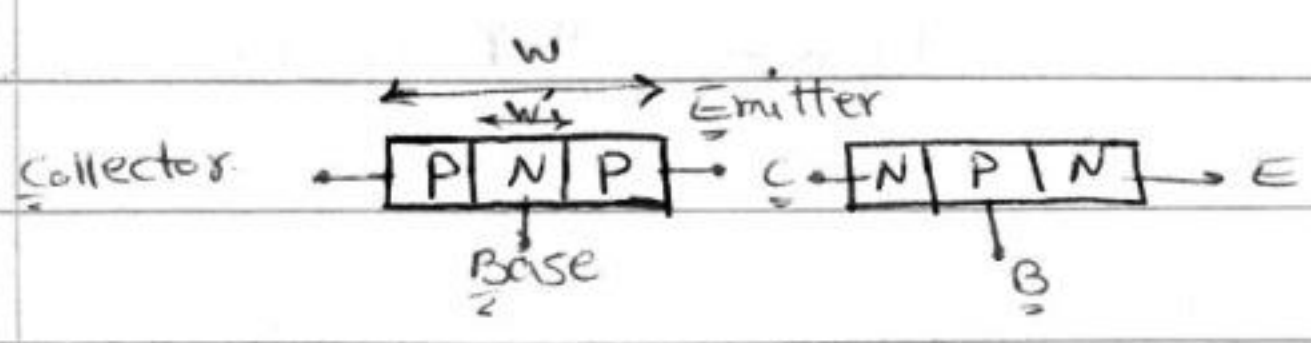 W
W₁ Emitter
Collector P N P C N P N E
Base B